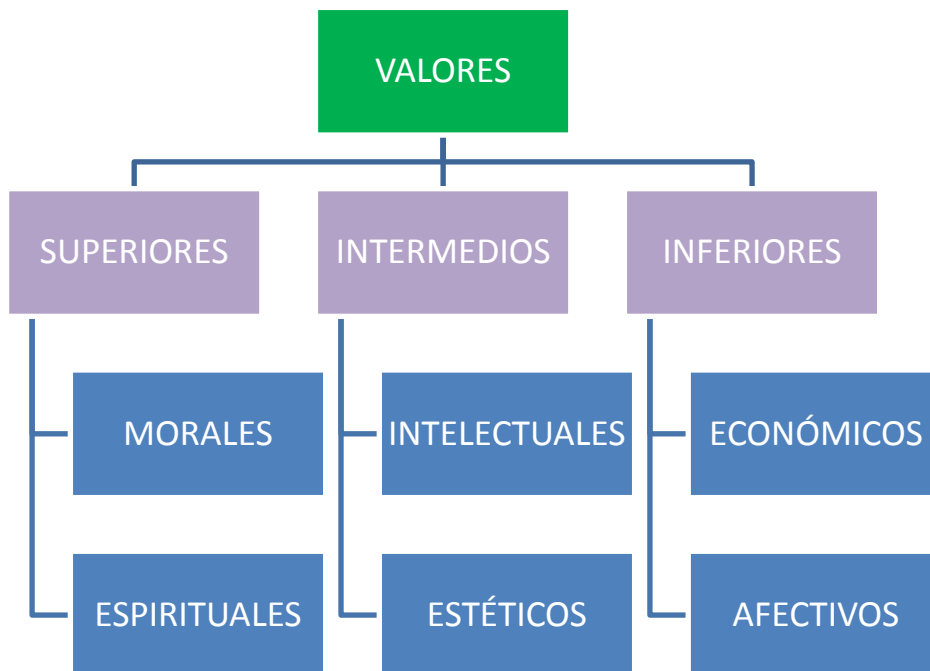 VALORES
SUPERIORES
INTERMEDIOS
INFERIORES
MORALES
INTELECTUALES
ECONÓMICOS
ESPIRITUALES
ESTÉTICOS
AFECTIVOS